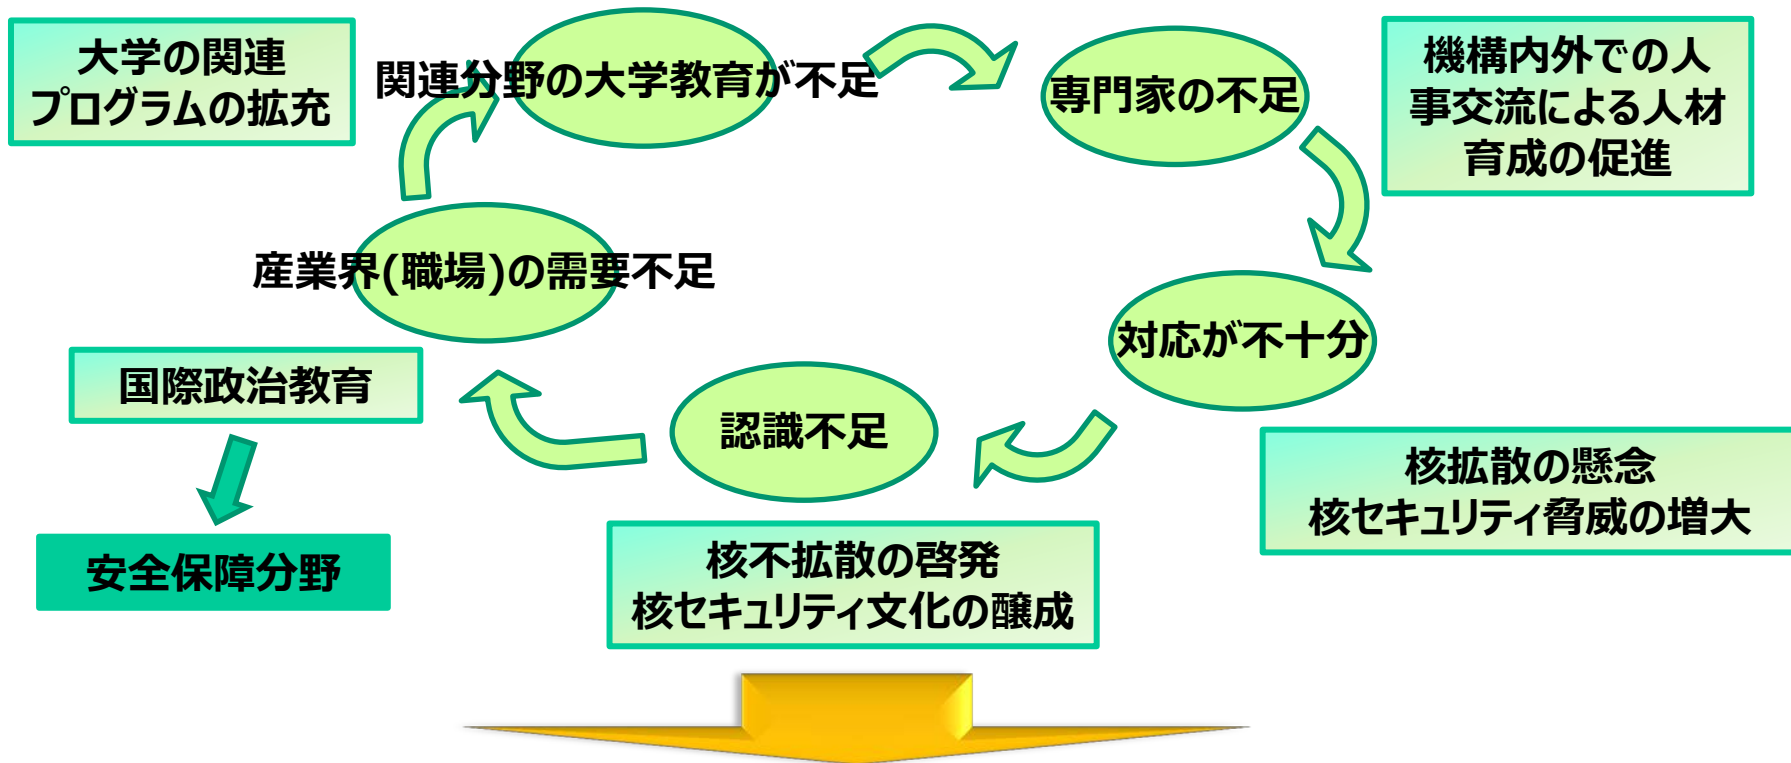 大学の関連
プログラムの拡充
関連分野の大学教育が不足
専門家の不足
機構内外での人
事交流による人材
育成の促進
産業界(職場)の需要不足
対応が不十分
国際政治教育
認識不足
核拡散の懸念
核セキュリティ脅威の増大
安全保障分野
核不拡散の啓発
核セキュリティ文化の醸成